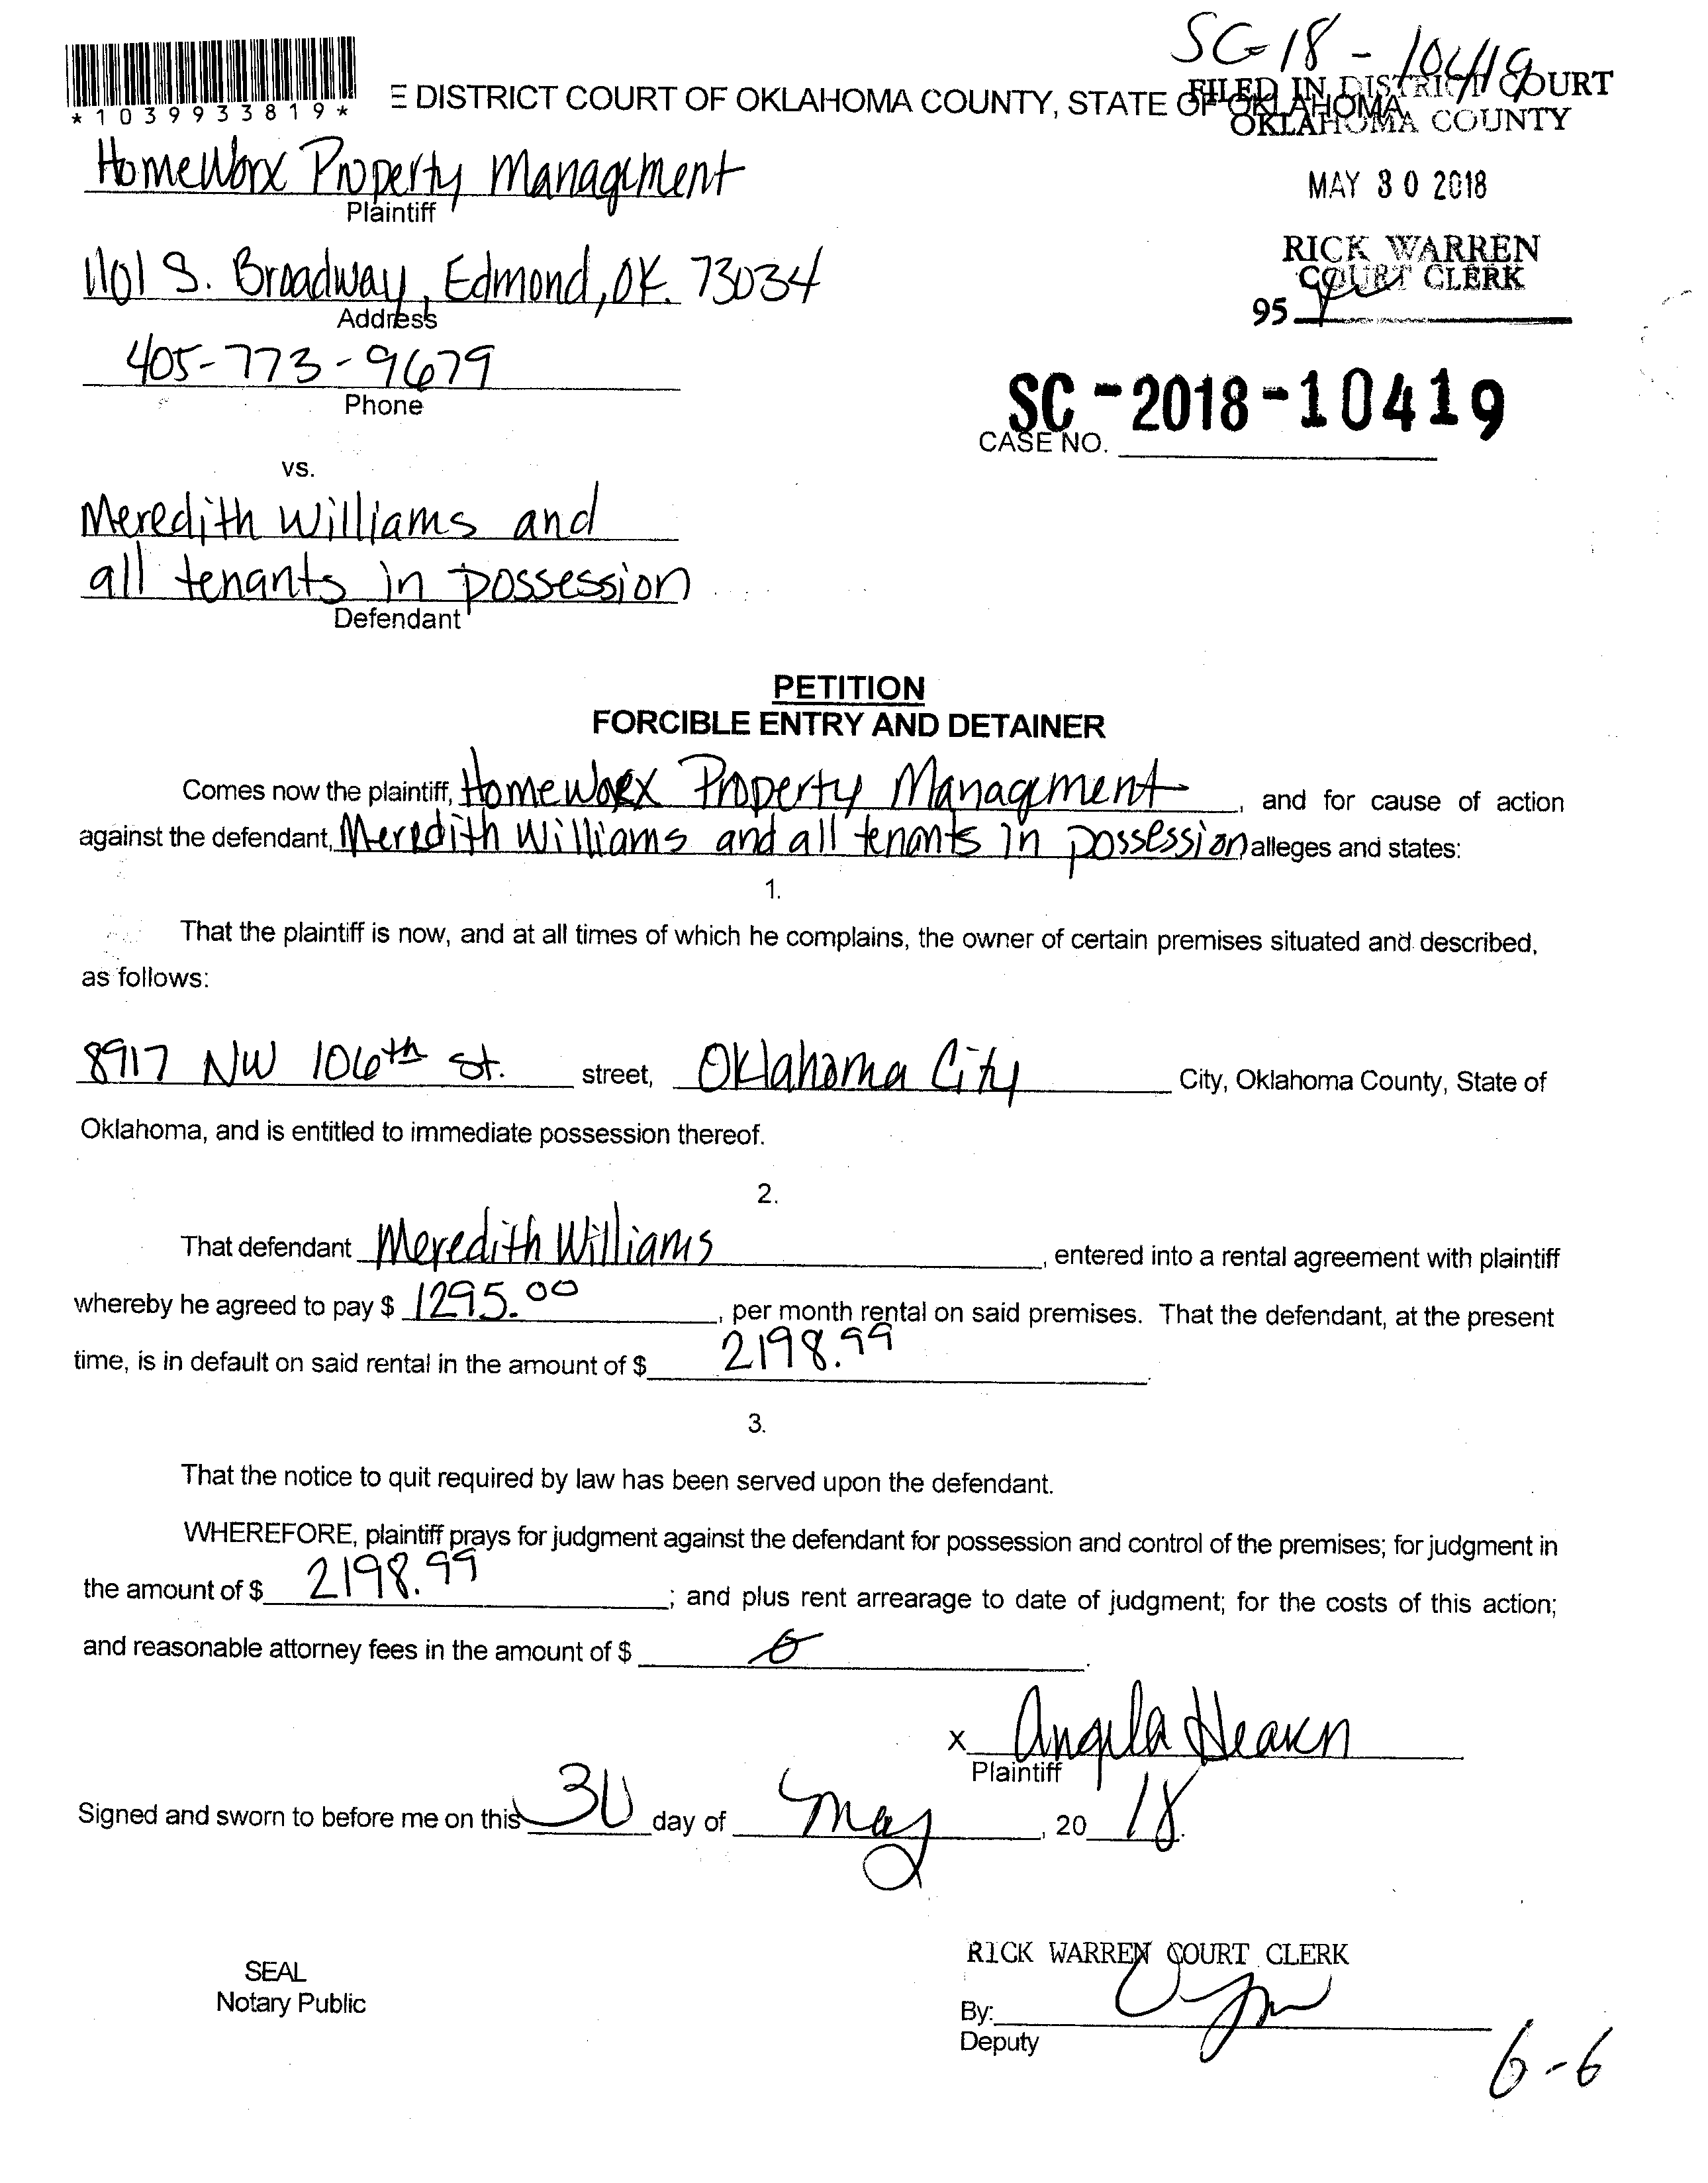 SC-18-10419
*1039933819*
E DISTRICT COURT OF OKLAHOMA COUNTY, STATE OF OKLAHOMA
FILED IN DISTRICT COURT
OKLAHOMA COUNTY
HomeWorx Property Management
Plaintiff
MAY 30 2018
1101 S. Broadway, Edmond, OK. 73034
Address
RICK WARREN
COURT CLERK
95
405-773-9679
Phone
SC-2018-10419
CASE NO.
vs.
Meredith Williams and
all tenants in possession
Defendant
PETITION
FORCIBLE ENTRY AND DETAINER
Comes now the plaintiff, HomeWorx Property Management, and for cause of action
against the defendant, Meredith Williams and all tenants in possession alleges and states:
1.
That the plaintiff is now, and at all times of which he complains, the owner of certain premises situated and described,
as follows:
8917 NW 106th St. street, Oklahoma City City, Oklahoma County, State of
Oklahoma, and is entitled to immediate possession thereof.
2.
That defendant Meredith Williams, entered into a rental agreement with plaintiff
whereby he agreed to pay $ 1295.00, per month rental on said premises. That the defendant, at the present
time, is in default on said rental in the amount of $ 2198.99.
3.
That the notice to quit required by law has been served upon the defendant.
WHEREFORE, plaintiff prays for judgment against the defendant for possession and control of the premises; for judgment in
the amount of $ 2198.99; and plus rent arrearage to date of judgment; for the costs of this action;
and reasonable attorney fees in the amount of $ 0.
x Angela Hearn
Plaintiff
Signed and sworn to before me on this 30 day of May, 20 18.
SEAL
Notary Public
RICK WARREN COURT CLERK
By:
Deputy
6-6